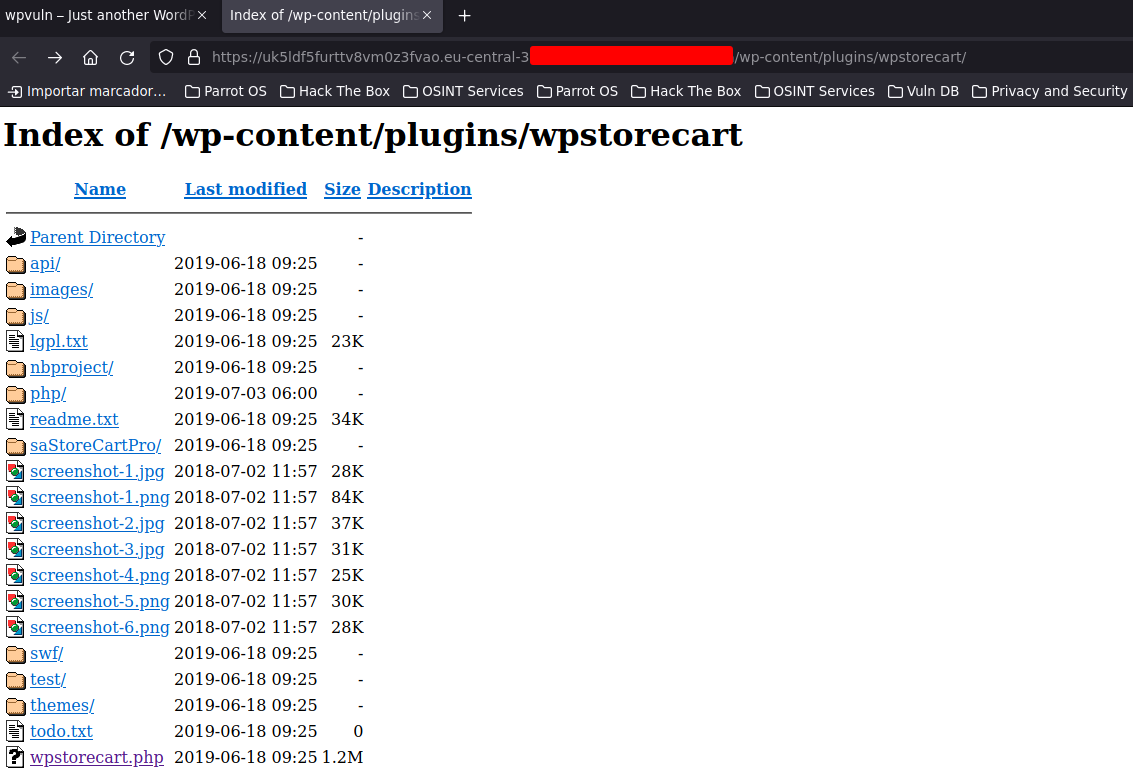 wpvuln – Just another WordP
Index of /wp-content/plugins
https://uk5ldf5furttv8vm0z3fvao.eu-central-3 /wp-content/plugins/wpstorecart/
Importar marcador… Parrot OS Hack The Box OSINT Services Parrot OS Hack The Box OSINT Services Vuln DB Privacy and Security
Index of /wp-content/plugins/wpstorecart
Name Last modified Size Description
Parent Directory -
api/ 2019-06-18 09:25 -
images/ 2019-06-18 09:25 -
js/ 2019-06-18 09:25 -
lgpl.txt 2019-06-18 09:25 23K
nbproject/ 2019-06-18 09:25 -
php/ 2019-07-03 06:00 -
readme.txt 2019-06-18 09:25 34K
saStoreCartPro/ 2019-06-18 09:25 -
screenshot-1.jpg 2018-07-02 11:57 28K
screenshot-1.png 2018-07-02 11:57 84K
screenshot-2.jpg 2018-07-02 11:57 37K
screenshot-3.jpg 2018-07-02 11:57 31K
screenshot-4.png 2018-07-02 11:57 25K
screenshot-5.png 2018-07-02 11:57 30K
screenshot-6.png 2018-07-02 11:57 28K
swf/ 2019-06-18 09:25 -
test/ 2019-06-18 09:25 -
themes/ 2019-06-18 09:25 -
todo.txt 2019-06-18 09:25 0
wpstorecart.php 2019-06-18 09:25 1.2M